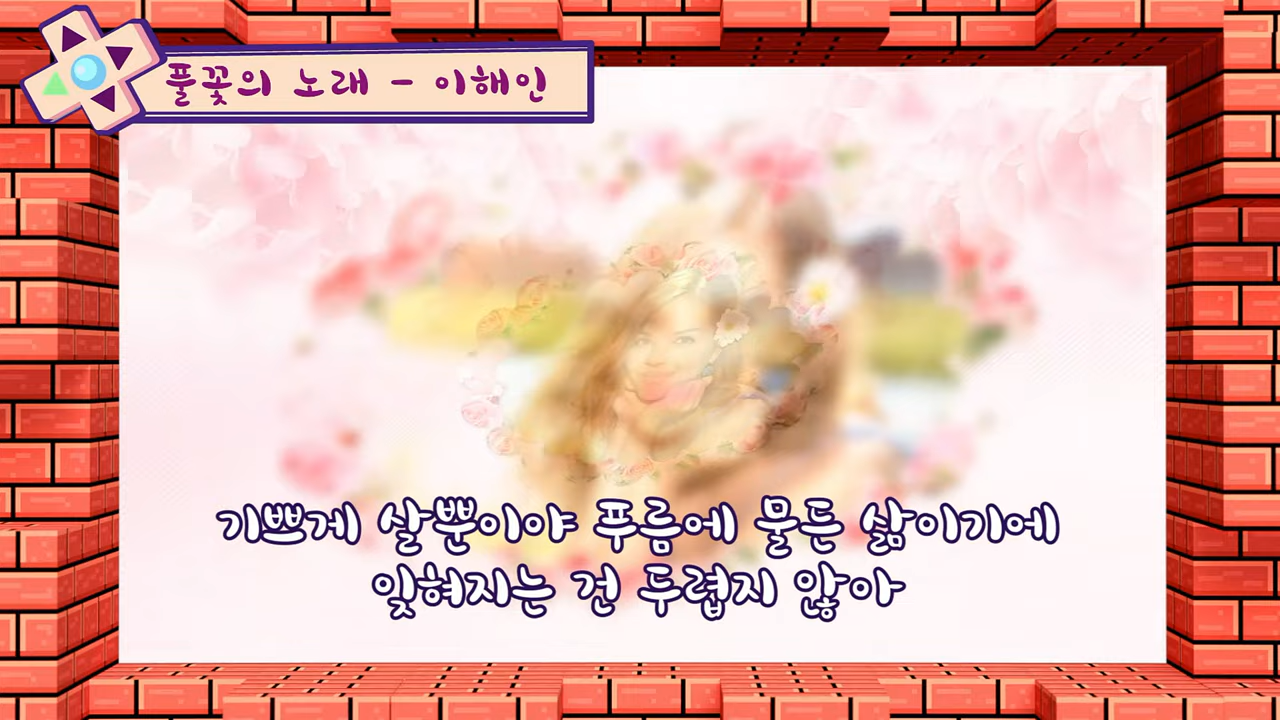 풀꽃의 노래 - 이해인
기쁘게 살뿐이야 푸름에 물든 삶이기에
잊혀지는 건 두렵지 않아